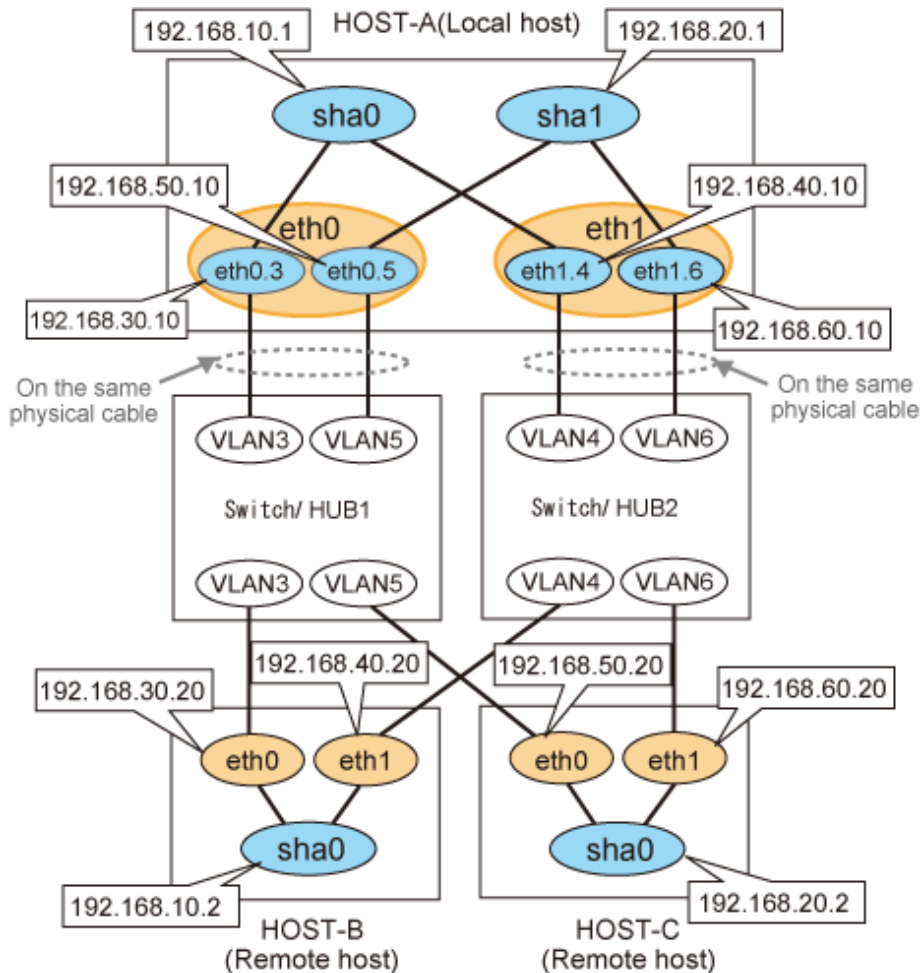 HOST-A(Local host)
192.168.10.1
192.168.20.1
sha0
sha1
192.168.50.10
192.168.40.10
eth0
eth1
eth0.3
eth0.5
eth1.4
eth1.6
192.168.30.10
192.168.60.10
On the same
physical cable
On the same
physical cable
VLAN3
VLAN5
VLAN4
VLAN6
Switch/ HUB1
Switch/ HUB2
VLAN3
VLAN5
VLAN4
VLAN6
192.168.30.20
192.168.40.20
192.168.50.20
192.168.60.20
eth0
eth1
eth0
eth1
sha0
sha0
192.168.10.2
192.168.20.2
HOST-B
(Remote host)
HOST-C
(Remote host)